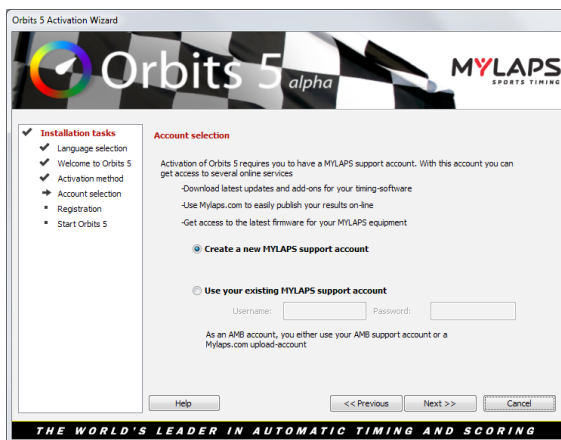 Orbits 5 Activation Wizard
Orbits 5 alpha
MYLAPS
SPORTS TIMING
Installation tasks
Language selection
Welcome to Orbits 5
Activation method
Account selection
Registration
Start Orbits 5
Account selection
Activation of Orbits 5 requires you to have a MYLAPS support account. With this account you can
get access to several online services
-Download latest updates and add-ons for your timing-software
-Use Mylaps.com to easily publish your results on-line
-Get access to the latest firmware for your MYLAPS equipment
Create a new MYLAPS support account
Use your existing MYLAPS support account
Username: Password:
As an AMB account, you either use your AMB support account or a
Mylaps.com upload-account
Help << Previous Next >> Cancel
THE WORLD'S LEADER IN AUTOMATIC TIMING AND SCORING